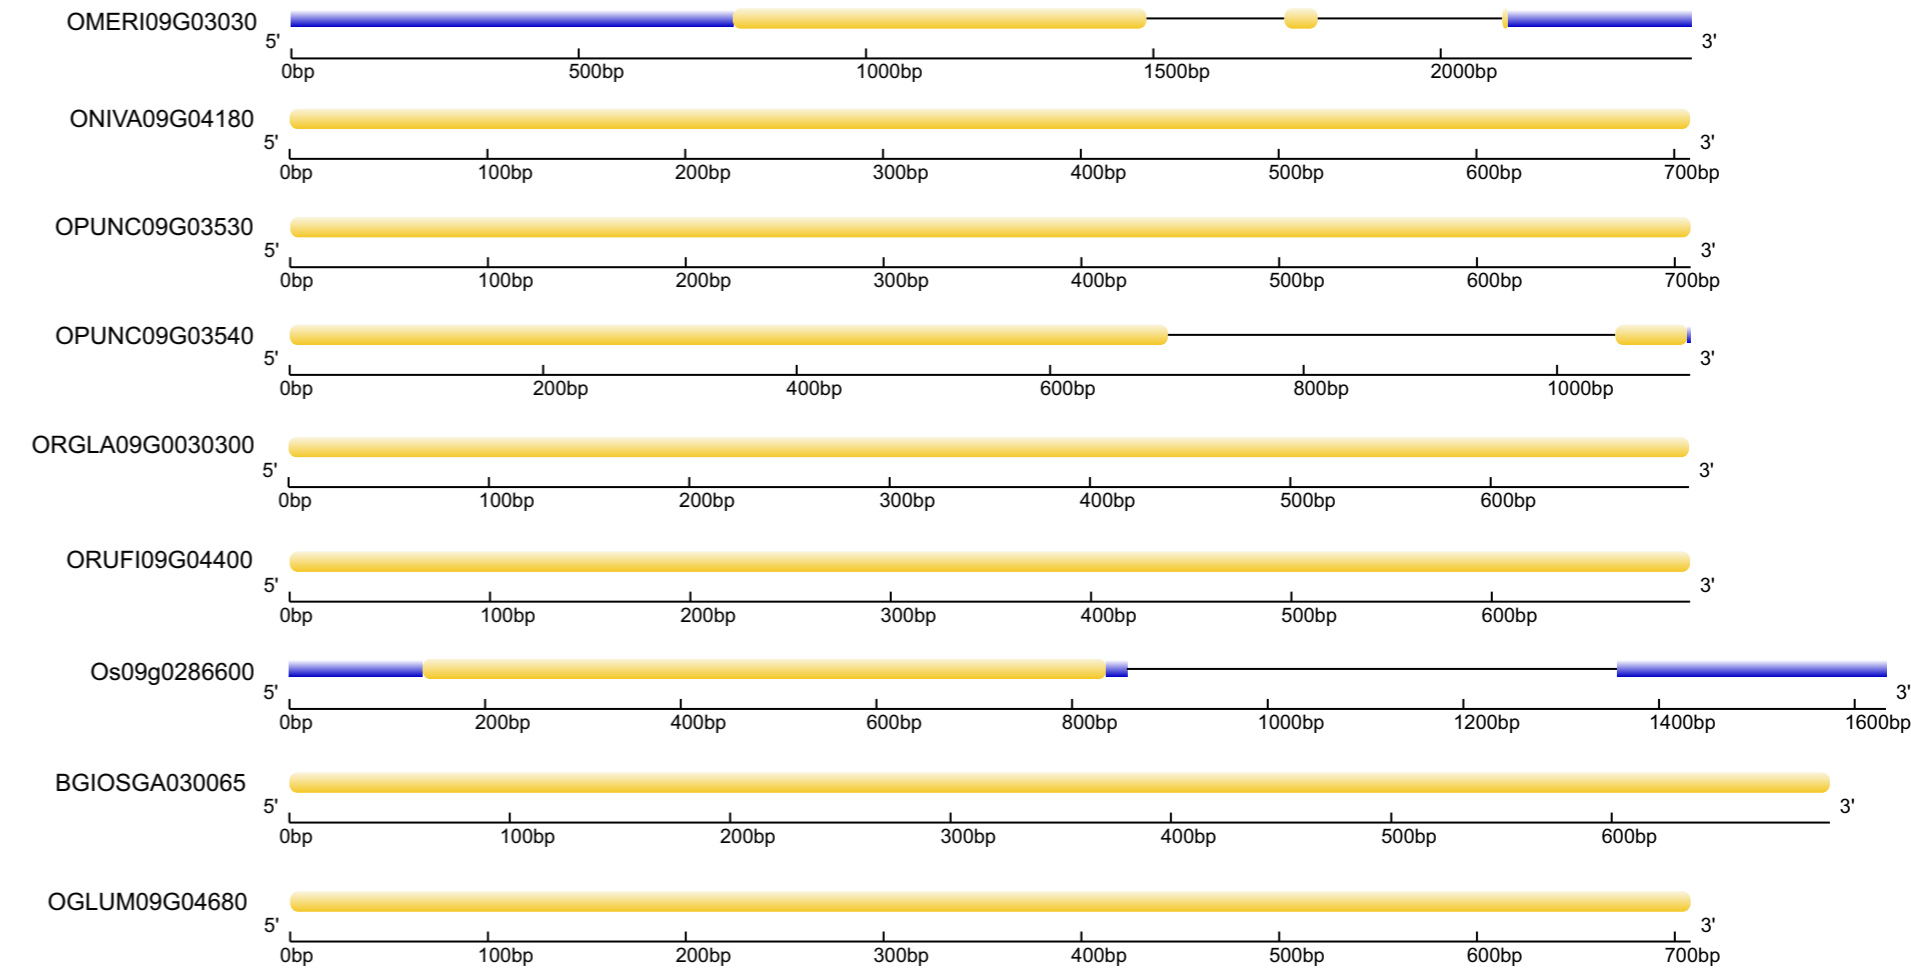 OMERI09G03030
5' 3'
0bp 500bp 1000bp 1500bp 2000bp
ONIVA09G04180
5' 3'
0bp 100bp 200bp 300bp 400bp 500bp 600bp 700bp
OPUNC09G03530
5' 3'
0bp 100bp 200bp 300bp 400bp 500bp 600bp 700bp
OPUNC09G03540
5' 3'
0bp 200bp 400bp 600bp 800bp 1000bp
ORGLA09G0030300
5' 3'
0bp 100bp 200bp 300bp 400bp 500bp 600bp
ORUFI09G04400
5' 3'
0bp 100bp 200bp 300bp 400bp 500bp 600bp
Os09g0286600
5' 3'
0bp 200bp 400bp 600bp 800bp 1000bp 1200bp 1400bp 1600bp
BGIOSGA030065
5' 3'
0bp 100bp 200bp 300bp 400bp 500bp 600bp
OGLUM09G04680
5' 3'
0bp 100bp 200bp 300bp 400bp 500bp 600bp 700bp